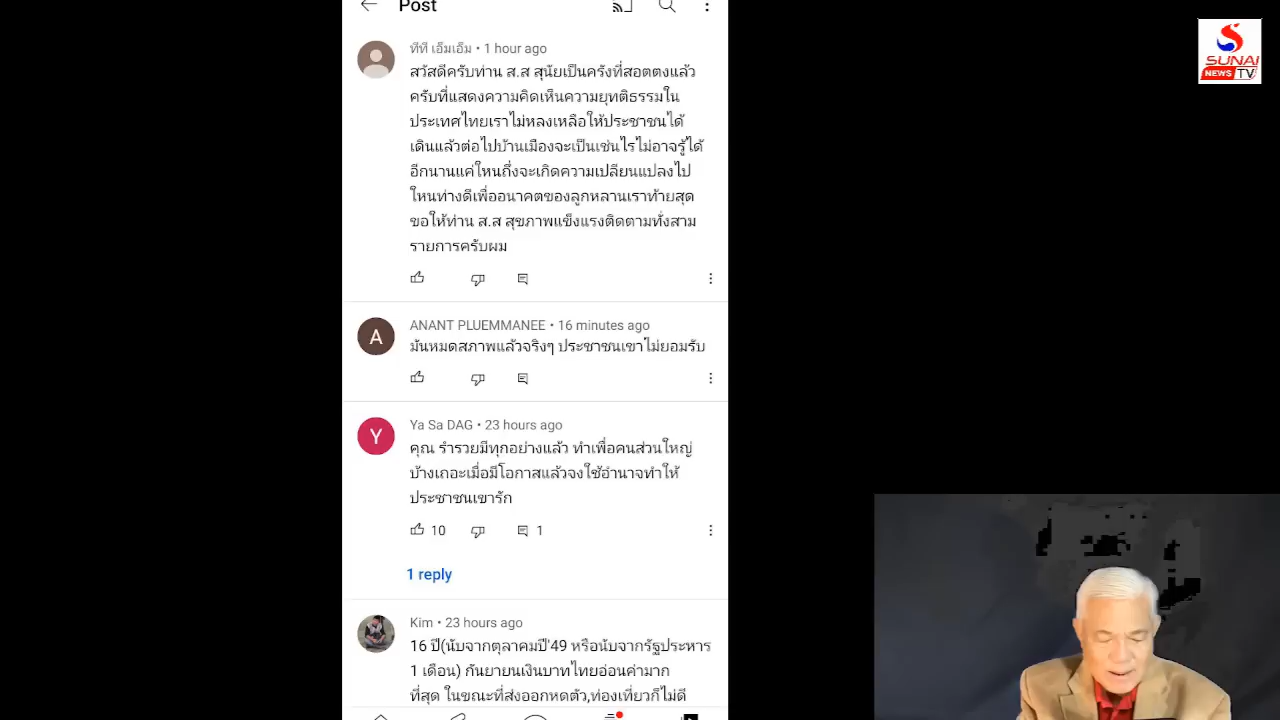 Post
SUNAI
NEWS TV
ทีที เอ็มเอ็ม • 1 hour ago
สวัสดีครับท่าน ส.ส สุนัยเป็นครังที่สอตตงแล้ว
ครับที่แสดงความคิดเห็นความยุทติธรรมใน
ประเทศไทยเราไม่หลงเหลือให้ประชาชนได้
เดินแล้วต่อไปบ้านเมืองจะเป็นเช่นไรไม่อาจรู้ได้
อีกนานแค่ใหนถึ่งจะเกิดความเปลียนแปลงไป
ใหนท่างดีเพื่ออนาคตของลูกหลานเราท้ายสุด
ขอให้ท่าน ส.ส สุขภาพแข็งแรงติดตามทั่งสาม
รายการครับผม
A
ANANT PLUEMMANEE • 16 minutes ago
มันหมดสภาพแล้วจริงๆ ประชาชนเขาไม่ยอมรับ
Y
Ya Sa DAG • 23 hours ago
คุณ รํารวยมีทุกอย่างแล้ว ทําเพื่อคนส่วนใหญ่
บ้างเถอะเมื่อมีโอกาสแล้วจงใช้อํานาจทําให้
ประชาชนเขารัก
10 1
1 reply
Kim • 23 hours ago
16 ปี(นับจากตุลาคมปี'49 หรือนับจากรัฐประหาร
1 เดือน) กันยายนเงินบาทไทยอ่อนค่ามาก
ที่สุด ในขณะที่ส่งออกหดตัว,ท่องเที่ยวก็ไม่ดี